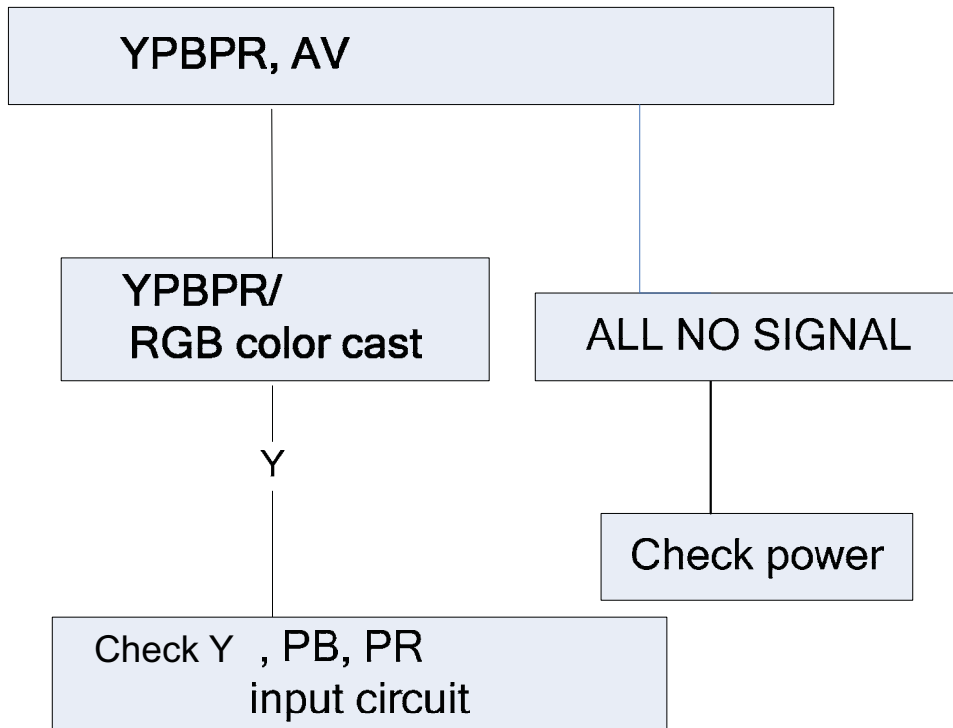 YPBPR, AV
YPBPR/
RGB color cast
ALL NO SIGNAL
Y
Check power
Check Y , PB, PR
input circuit